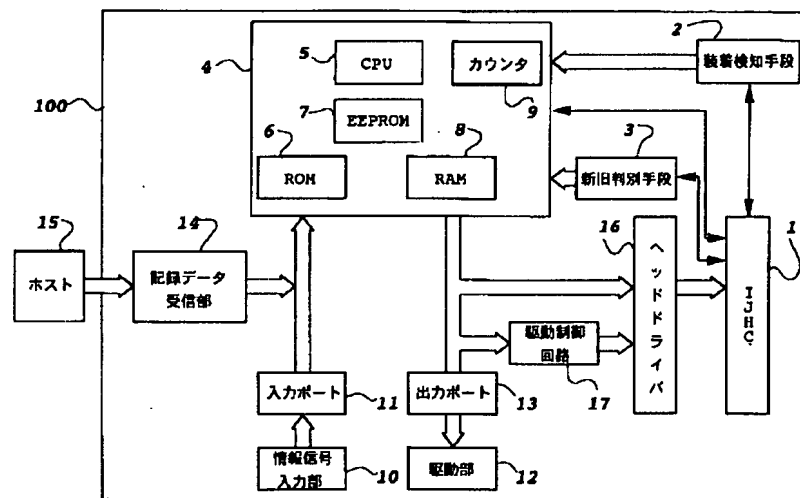 2
4
5
CPU
カウンタ
装着検知手段
100
7
EEPROM
9
6
8
3
ROM
RAM
新旧判別手段
15
14
16
1
ホスト
記録データ
受信部
ヘッドドライバ
IJHC
駆動制御
回路
17
入力ポート
11
出力ポート
13
情報信号
入力部
10
駆動部
12